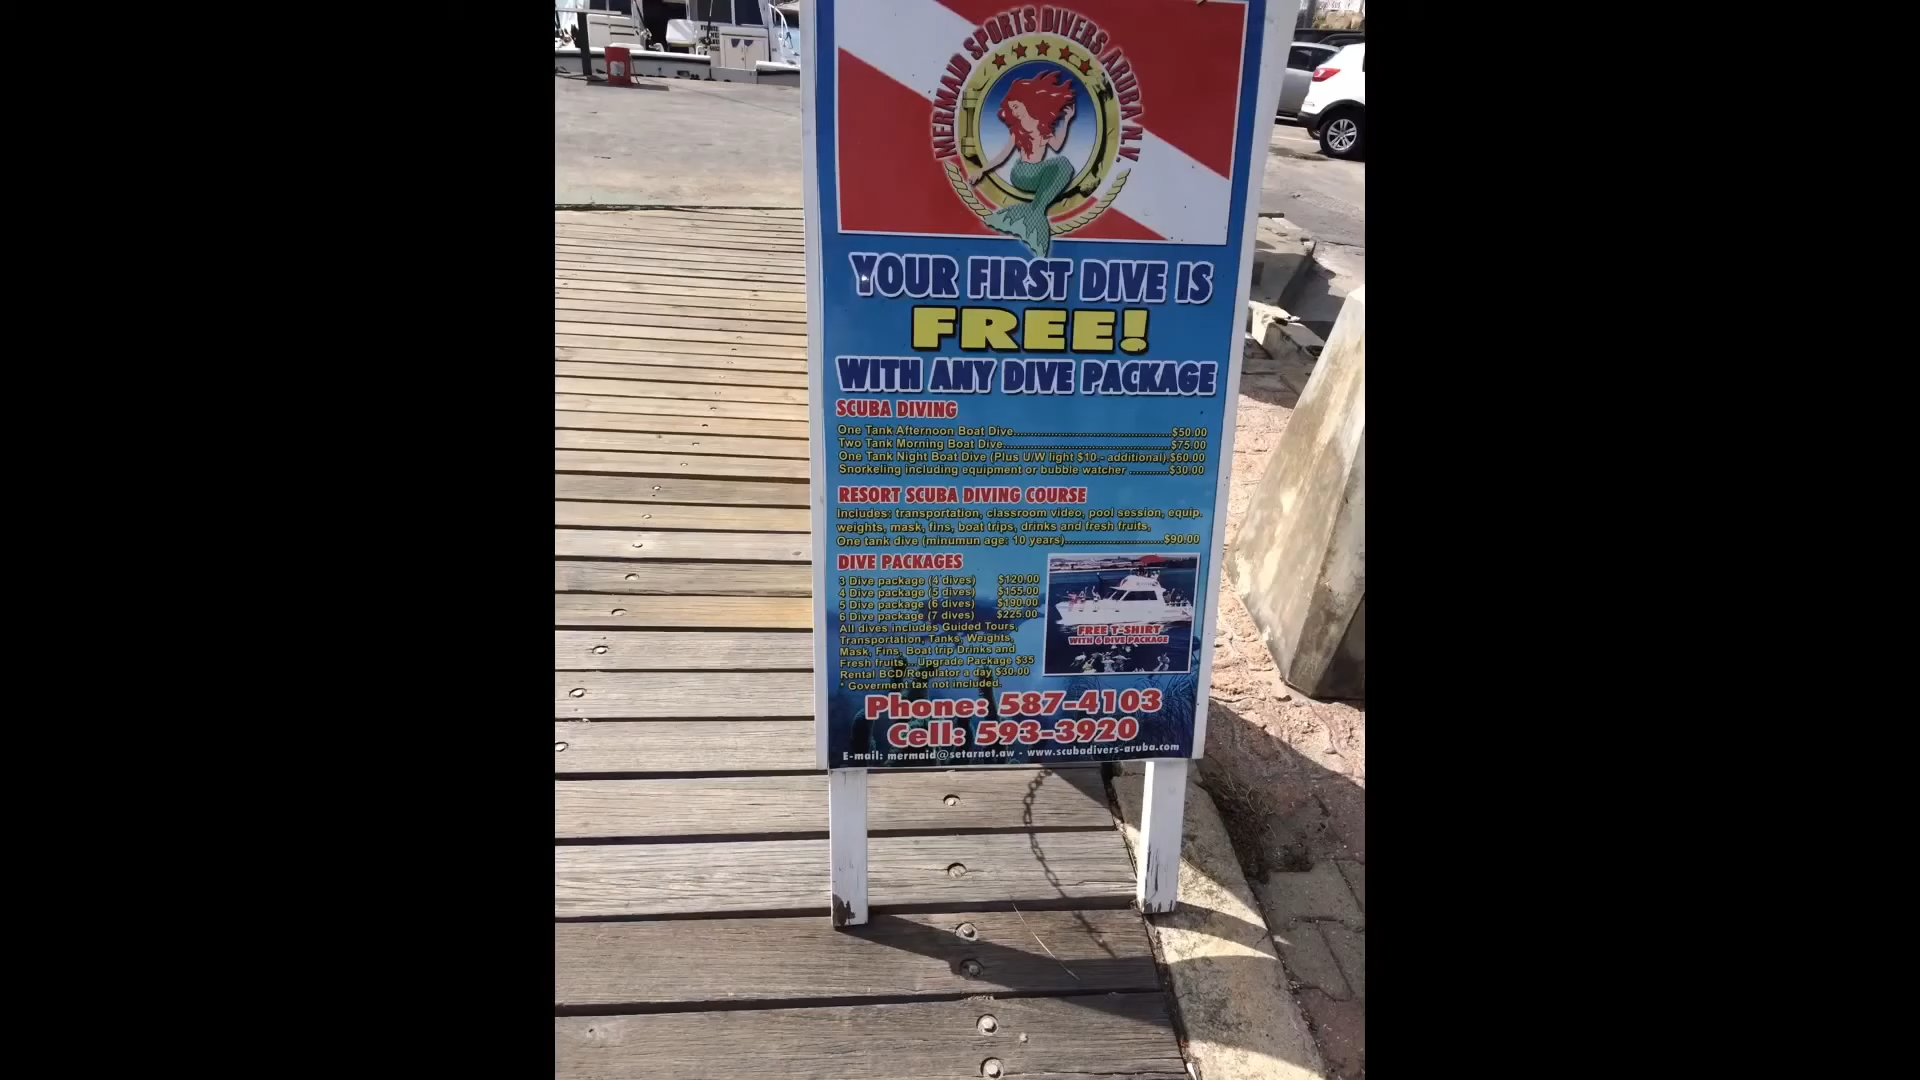 MERMAID SPORTS DIVERS ARUBA N.V.
YOUR FIRST DIVE IS
FREE!
WITH ANY DIVE PACKAGE
SCUBA DIVING
One Tank Afternoon Boat Dive...............................................$50.00
Two Tank Morning Boat Dive..................................................$75.00
One Tank Night Boat Dive (Plus U/W light $10.- additional).$60.00
Snorkeling including equipment or bubble watcher ............$30.00
RESORT SCUBA DIVING COURSE
Includes: transportation, classroom video, pool session, equip.
weights, mask, fins, boat trips, drinks and fresh fruits,
One tank dive (minumun age: 10 years)..............................$90.00
DIVE PACKAGES
3 Dive package (4 dives) $120.00
4 Dive package (5 dives) $155.00
5 Dive package (6 dives) $190.00
6 Dive package (7 dives) $225.00
All dives includes Guided Tours,
Transportation, Tanks, Weights,
Mask, Fins, Boat trip Drinks and
Fresh fruits...Upgrade Package $35
Rental BCD/Regulator a day $30.00
* Goverment tax not included.
FREE T-SHIRT
WITH 6 DIVE PACKAGE
Phone: 587-4103
Cell: 593-3920
E-mail: mermaid@setarnet.aw - www.scubadivers-aruba.com